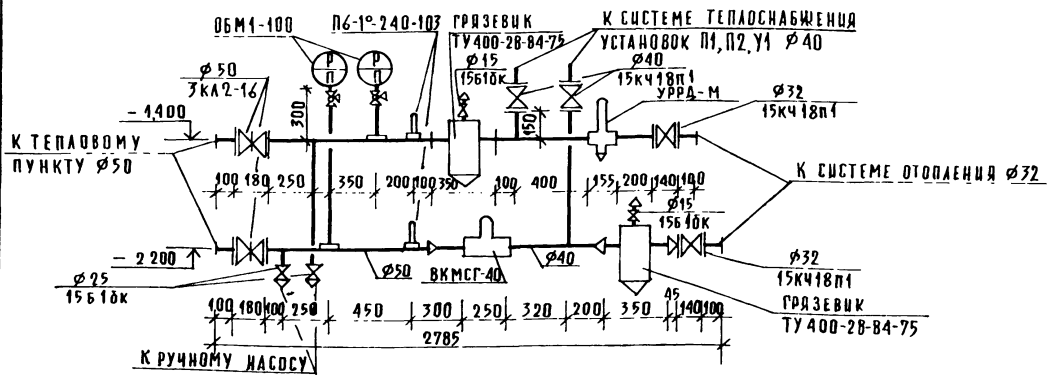 ОБМ1-100
П6-1°-240-103
ГРЯЗЕВИК
ТУ400-28-84-75
К СИСТЕМЕ ТЕПЛОСНАБЖЕНИЯ
УСТАНОВОК П1, П2, У1 Ø40
Ø50
3КЛ2-16
Р
П
Р
П
Ø15
15б1бк
Ø40
15кч18п1
УРРД-М
Ø32
15кч18п1
300
150
-1,400
К ТЕПЛОВОМУ
ПУНКТУ Ø50
К СИСТЕМЕ ОТОПЛЕНИЯ Ø32
100 180 250 350 200 100 350 100 400 155 200 140 100
Ø15
15б1бк
-2 200
Ø50
ВКМСГ-40
Ø40
Ø32
15кч18п1
Ø25
15б1бк
ГРЯЗЕВИК
ТУ400-28-84-75
100 180 100 250 450 300 250 320 200 350 45 140 100
2785
К РУЧНОМУ НАСОСУ